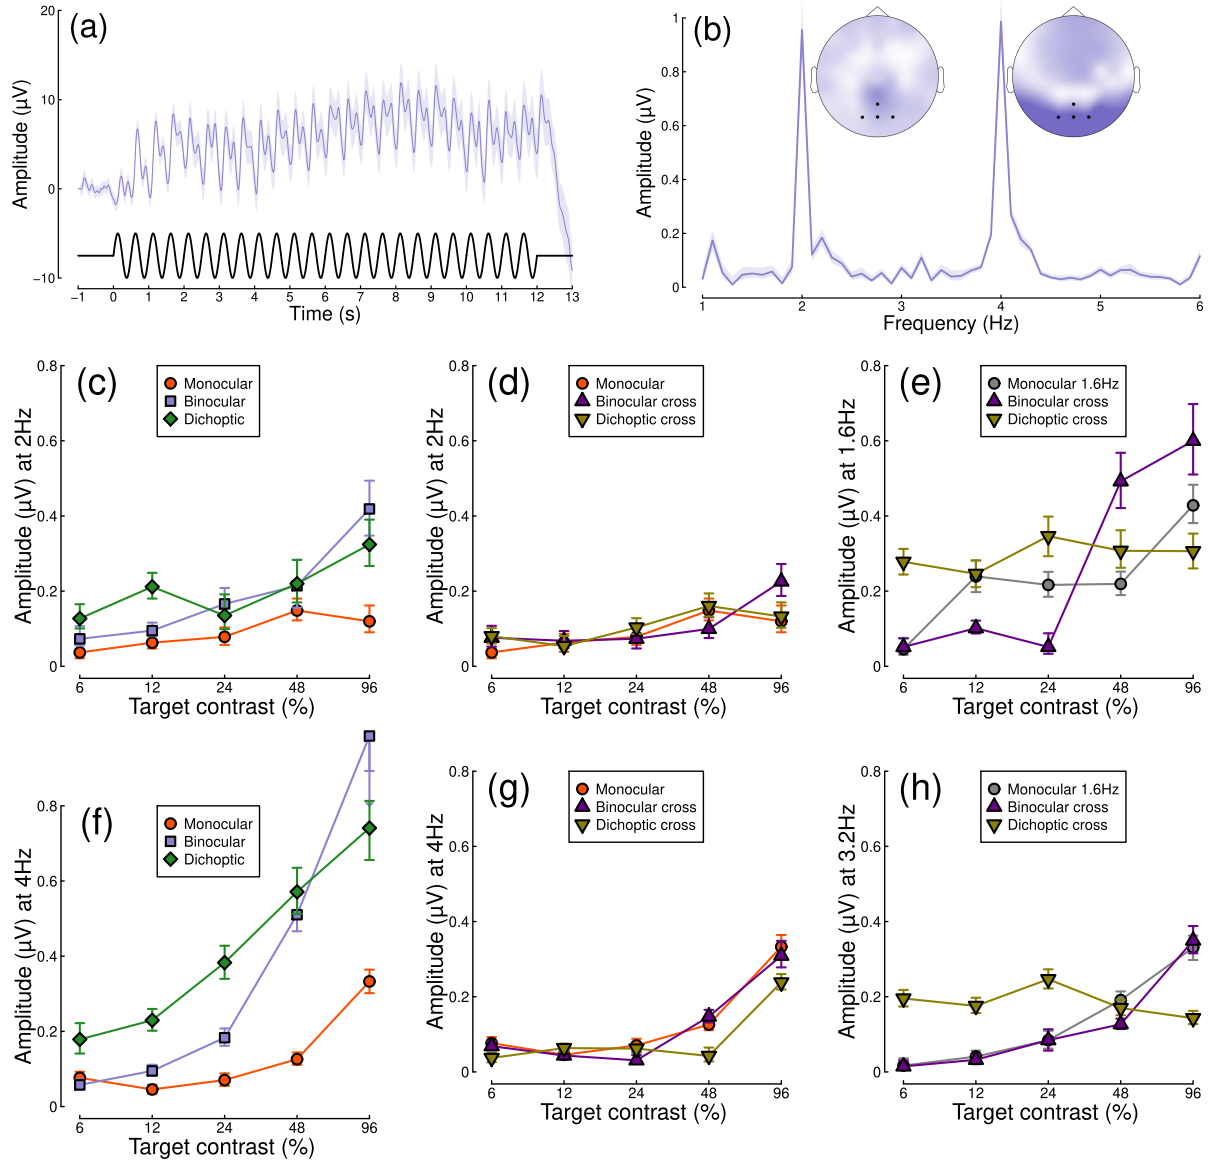 (a)
Amplitude (µV)
20
10
0
−10
−1 0 1 2 3 4 5 6 7 8 9 10 11 12 13
Time (s)
(b)
Amplitude (µV)
1
0.8
0.6
0.4
0.2
0
1 2 3 4 5 6
Frequency (Hz)
(c)
Monocular
Binocular
Dichoptic
Amplitude (µV) at 2Hz
0.8
0.6
0.4
0.2
0
6 12 24 48 96
Target contrast (%)
(d)
Monocular
Binocular cross
Dichoptic cross
Amplitude (µV) at 2Hz
0.8
0.6
0.4
0.2
0
6 12 24 48 96
Target contrast (%)
(e)
Monocular 1.6Hz
Binocular cross
Dichoptic cross
Amplitude (µV) at 1.6Hz
0.8
0.6
0.4
0.2
0
6 12 24 48 96
Target contrast (%)
(f)
Monocular
Binocular
Dichoptic
Amplitude (µV) at 4Hz
0.8
0.6
0.4
0.2
0
6 12 24 48 96
Target contrast (%)
(g)
Monocular
Binocular cross
Dichoptic cross
Amplitude (µV) at 4Hz
0.8
0.6
0.4
0.2
0
6 12 24 48 96
Target contrast (%)
(h)
Monocular 1.6Hz
Binocular cross
Dichoptic cross
Amplitude (µV) at 3.2Hz
0.8
0.6
0.4
0.2
0
6 12 24 48 96
Target contrast (%)